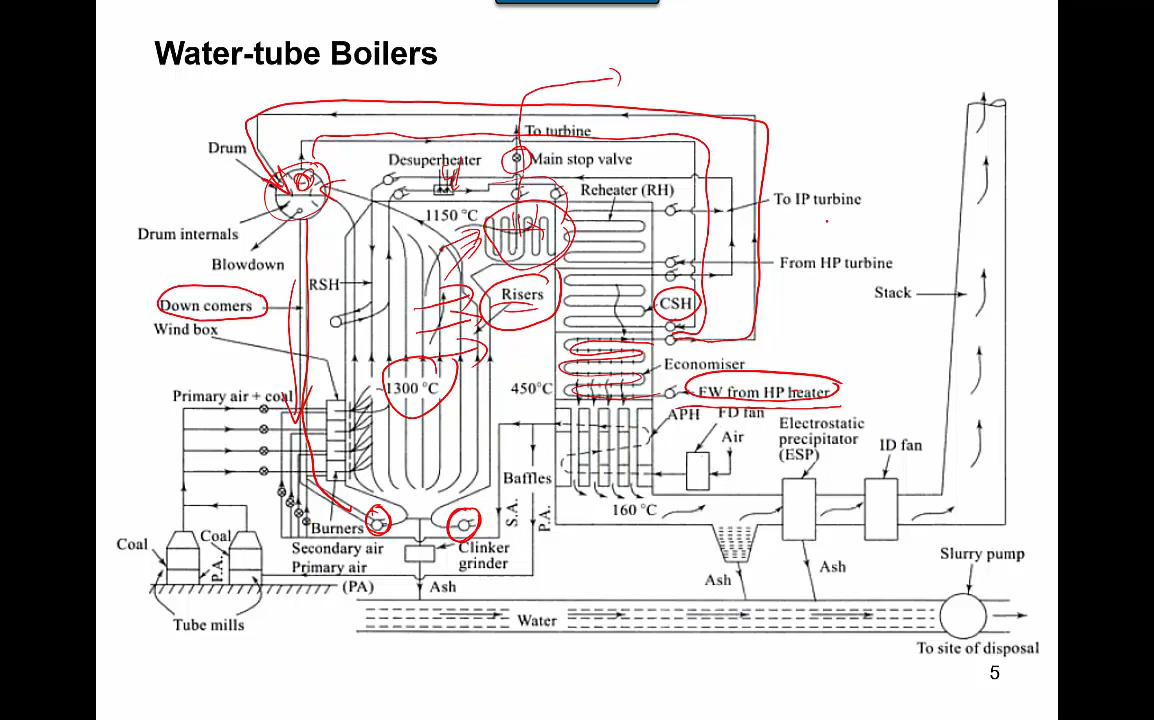 Water-tube Boilers
To turbine
Drum
Desuperheater
Main stop valve
Reheater (RH)
To IP turbine
1150 °C
Drum internals
Blowdown
From HP turbine
RSH
Risers
CSH
Stack
Down comers
Wind box
Economiser
~1300 °C
450°C
FW from HP heater
Primary air + coal
APH
FD fan
Electrostatic
precipitator
(ESP)
Air
ID fan
Baffles
S.A.
P.A.
160 °C
Burners
Coal
Coal
P.A.
Secondary air
Primary air
(PA)
Clinker
grinder
Ash
Ash
Ash
Slurry pump
Tube mills
Water
To site of disposal
5